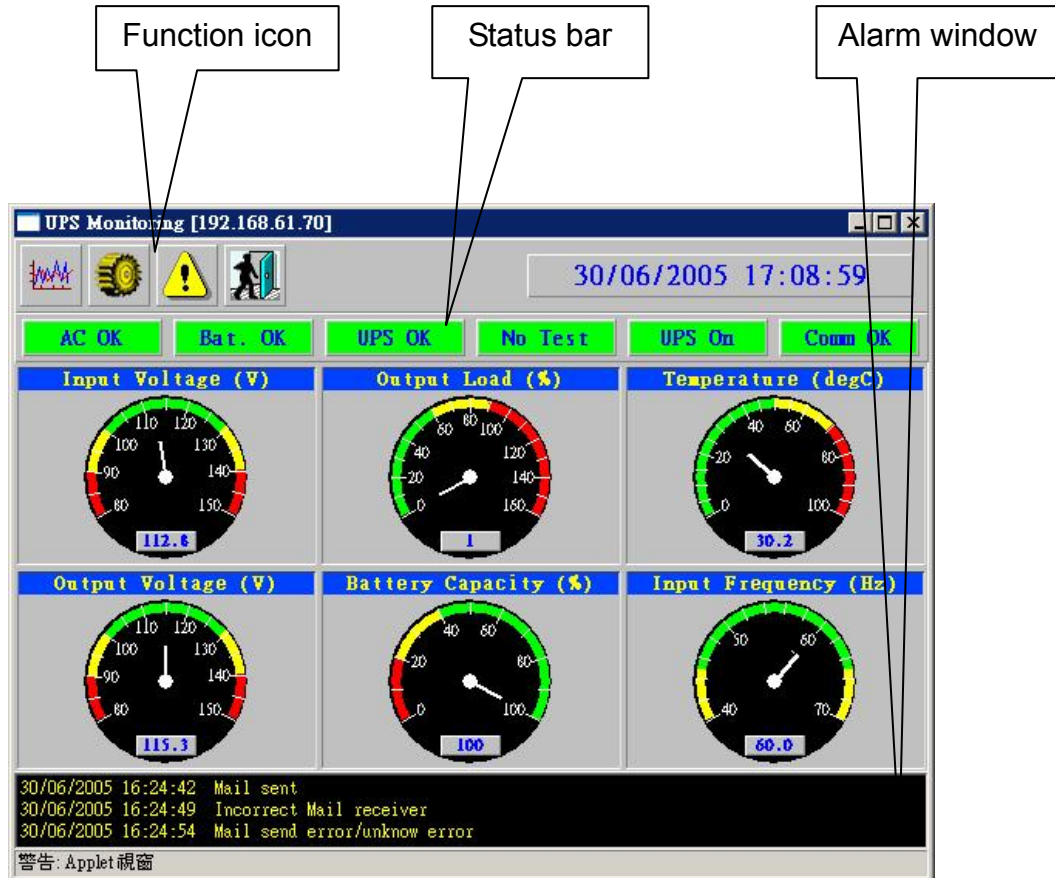 Function icon
Status bar
Alarm window
UPS Monitoring [192.168.61.70]
30/06/2005 17:08:59
AC OK
Bat. OK
UPS OK
No Test
UPS On
Comm OK
Input Voltage (V)
80 90 100 110 120 130 140 150
112.8
Output Load (%)
0 20 40 60 80 100 120 140 160
1
Temperature (degC)
0 20 40 60 80 100
30.2
Output Voltage (V)
80 90 100 110 120 130 140 150
115.3
Battery Capacity (%)
0 20 40 60 80 100
100
Input Frequency (Hz)
40 50 60 70
60.0
30/06/2005 16:24:42 Mail sent
30/06/2005 16:24:49 Incorrect Mail receiver
30/06/2005 16:24:54 Mail send error/unknow error
警告: Applet 視窗